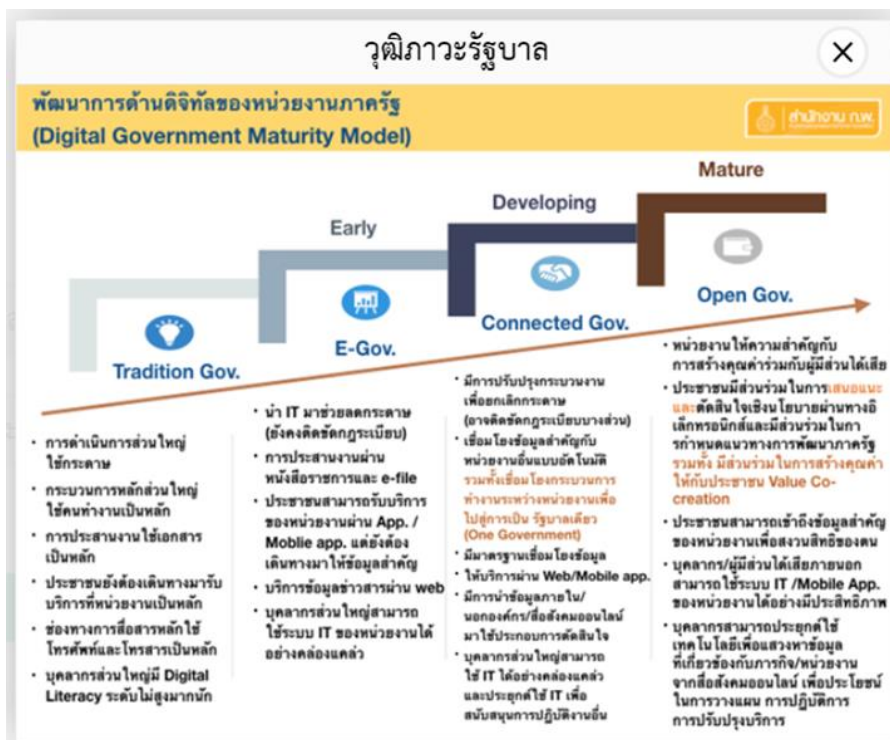 วุฒิภาวะรัฐบาล
พัฒนาการด้านดิจิทัลของหน่วยงานภาครัฐ
(Digital Government Maturity Model)
สำนักงาน ก.พ.
Mature
Developing
Early
Tradition Gov.
E-Gov.
Connected Gov.
Open Gov.
• การดำเนินการส่วนใหญ่
ใช้กระดาษ
• กระบวนการหลักส่วนใหญ่
ใช้คนทำงานเป็นหลัก
• การประสานงานใช้เอกสาร
เป็นหลัก
• ประชาชนยังต้องเดินทางมารับ
บริการที่หน่วยงานเป็นหลัก
• ช่องทางการสื่อสารหลักใช้
โทรศัพท์และโทรสารเป็นหลัก
• บุคลากรส่วนใหญ่มี Digital
Literacy ระดับไม่สูงมากนัก
• นำ IT มาช่วยลดกระดาษ
(ยังคงติดขัดกฎระเบียบ)
• การประสานงานผ่าน
หนังสือราชการและ e-file
• ประชาชนสามารถรับบริการ
ของหน่วยงานผ่าน App. /
Moblie app. แต่ยังต้อง
เดินทางมาให้ข้อมูลสำคัญ
• บริการข้อมูลข่าวสารผ่าน web
• บุคลากรส่วนใหญ่สามารถ
ใช้ระบบ IT ของหน่วยงานได้
อย่างคล่องแคล่ว
• มีการปรับปรุงกระบวนงาน
เพื่อยกเลิกกระดาษ
(อาจติดขัดกฎระเบียบบางส่วน)
• เชื่อมโยงข้อมูลสำคัญกับ
หน่วยงานอื่นแบบอัตโนมัติ
รวมทั้งเชื่อมโยงกระบวนการ
ทำงานระหว่างหน่วยงานเพื่อ
ไปสู่การเป็น รัฐบาลเดียว
(One Government)
• มีมาตรฐานเชื่อมโยงข้อมูล
• ให้บริการผ่าน Web/Mobile app.
• มีการนำข้อมูลภายใน/
นอกองค์กร/สื่อสังคมออนไลน์
มาใช้ประกอบการตัดสินใจ
• บุคลากรส่วนใหญ่สามารถ
ใช้ IT ได้อย่างคล่องแคล่ว
และประยุกต์ใช้ IT เพื่อ
สนับสนุนการปฏิบัติงานอื่น
• หน่วยงานให้ความสำคัญกับ
การสร้างคุณค่าร่วมกับผู้มีส่วนได้เสีย
• ประชาชนมีส่วนร่วมในการเสนอแนะ
และตัดสินใจเชิงนโยบายผ่านทางอิ
เล็กทรอนิกส์และมีส่วนร่วมในกา
รกำหนดแนวทางการพัฒนาภาครัฐ
รวมทั้ง มีส่วนร่วมในการสร้างคุณค่า
ให้กับประชาชน Value Co-
creation
• ประชาชนสามารถเข้าถึงข้อมูลสำคัญ
ของหน่วยงานเพื่อสงวนสิทธิของตน
• บุคลากร/ผู้มีส่วนได้เสียภายนอก
สามารถใช้ระบบ IT /Mobile App.
ของหน่วยงานได้อย่างมีประสิทธิภาพ
• บุคลากรสามารถประยุกต์ใช้
เทคโนโลยีเพื่อแสวงหาข้อมูล
ที่เกี่ยวข้องกับภารกิจ/หน่วยงาน
จากสื่อสังคมออนไลน์ เพื่อประโยชน์
ในการวางแผน การปฏิบัติการ
การปรับปรุงบริการ